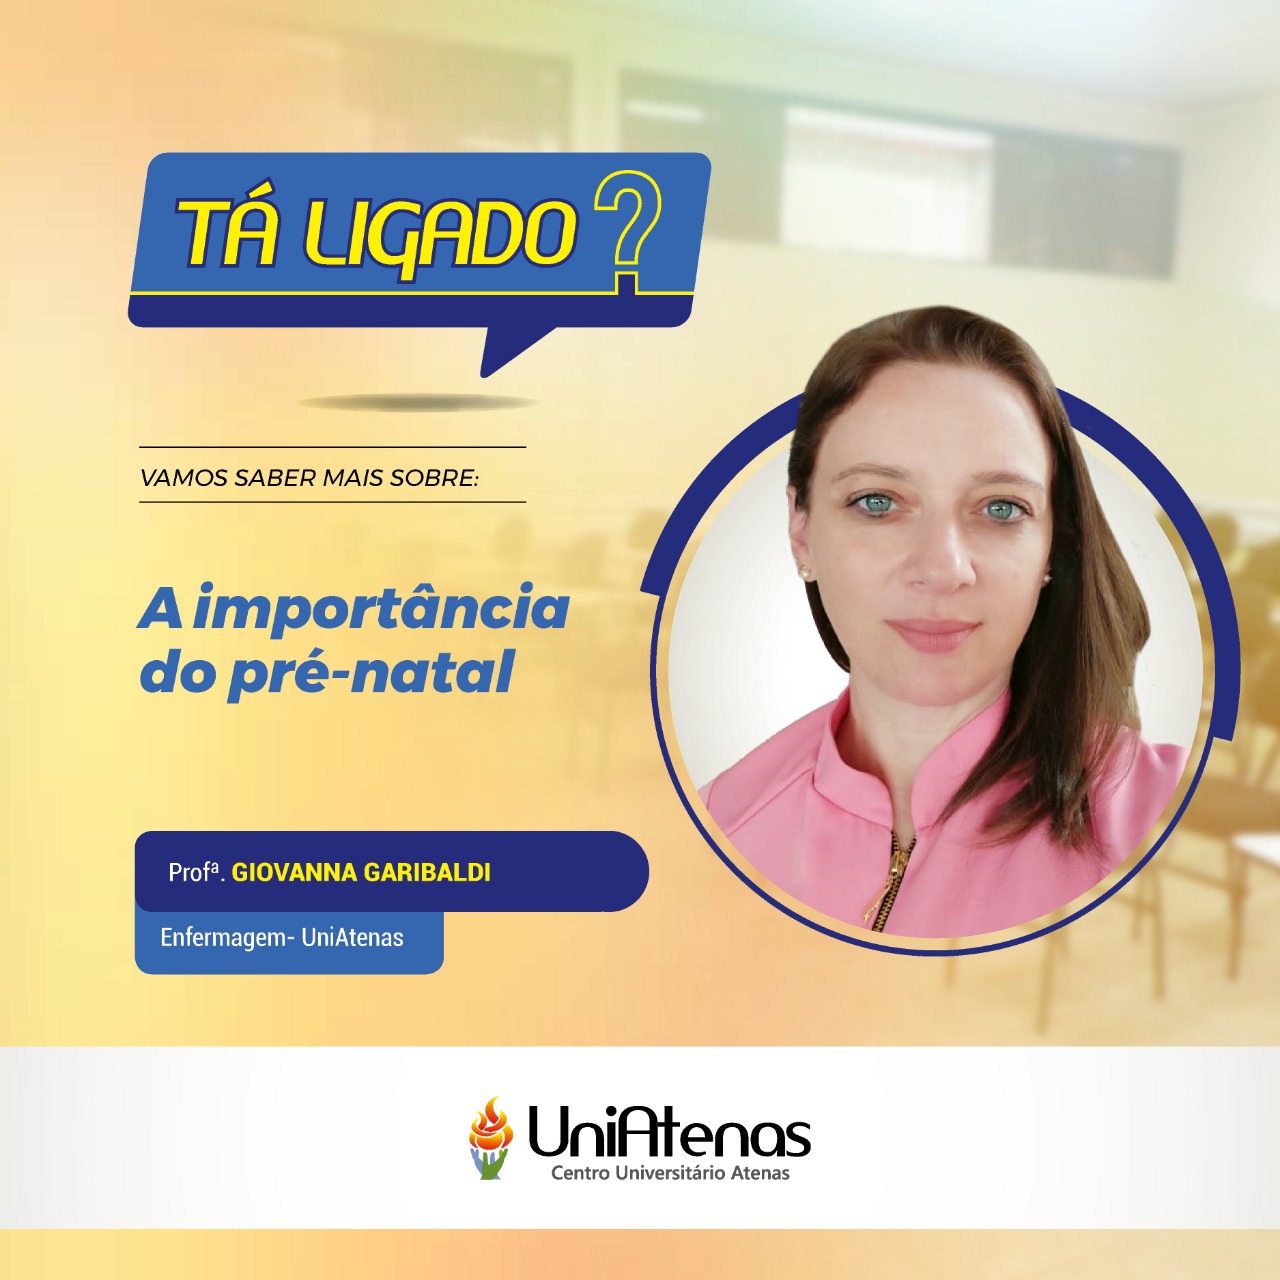 TÁ LIGADO?
VAMOS SABER MAIS SOBRE:
A importância
do pré-natal
Profª. GIOVANNA GARIBALDI
Enfermagem- UniAtenas
UniAtenas
Centro Universitário Atenas